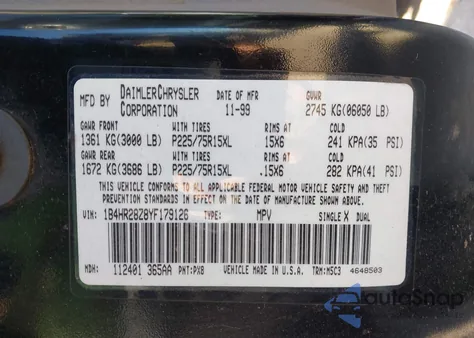 DAIMLERCHRYSLER CORPORATION DATE OF MFR 11-99 GVWR 2745 KG(06050 LB)
GAWR FRONT WITH TIRES RIMS AT COLD
1361 KG(3000 LB) P225/75R15XL 15X6 241 KPA(35 PSI)
GAWR REAR WITH TIRES RIMS AT COLD
1672 KG(3686 LB) P225/75R15XL .15X6 282 KPA(41 PSI)
THIS VEHICLE CONFORMS TO ALL APPLICABLE FEDERAL MOTOR VEHICLE SAFETY AND THEFT
PREVENTION STANDARDS IN EFFECT ON THE DATE OF MANUFACTURE SHOWN ABOVE.
VIN: 1B4HR28Z8YF179126 TYPE: MPV SINGLE X DUAL
MDH: 112401 365AA PNT: PX8 VEHICLE MADE IN U.S.A. TRM: M5C3 4648503
autoSnap